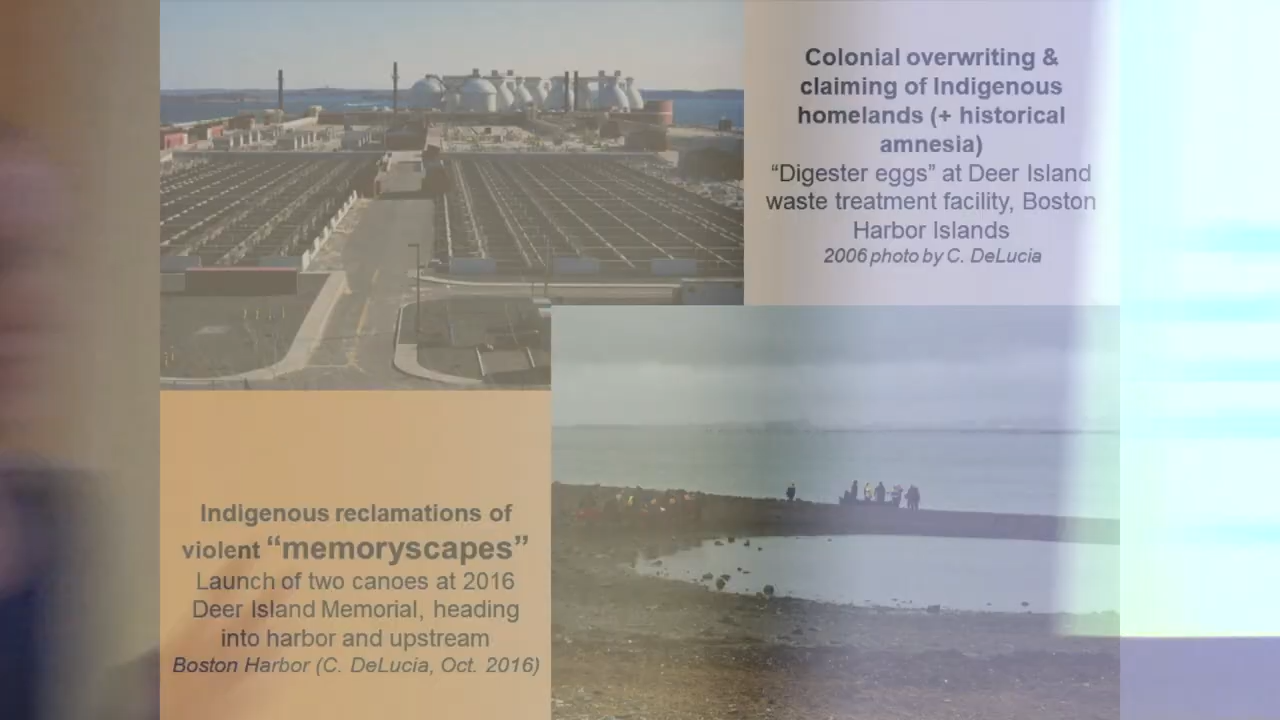 Colonial overwriting &
claiming of Indigenous
homelands (+ historical
amnesia)
“Digester eggs” at Deer Island
waste treatment facility, Boston
Harbor Islands
2006 photo by C. DeLucia
Indigenous reclamations of
violent “memoryscapes”
Launch of two canoes at 2016
Deer Island Memorial, heading
into harbor and upstream
Boston Harbor (C. DeLucia, Oct. 2016)